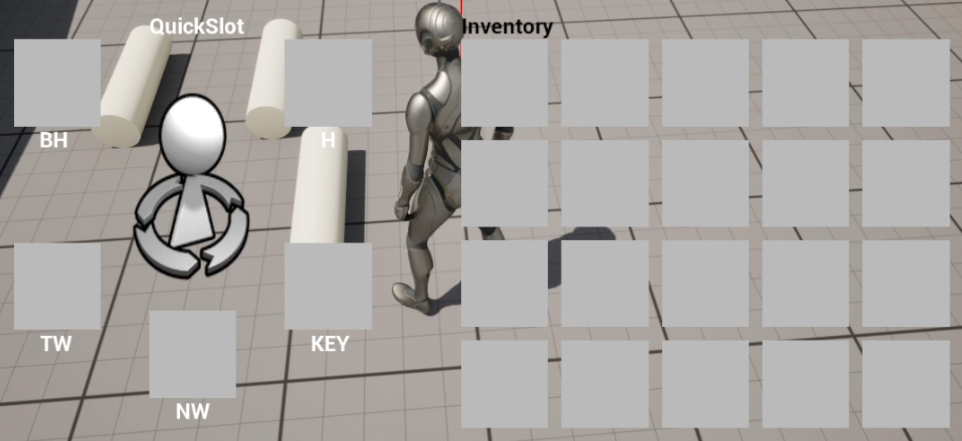 QuickSlot
Inventory
BH
H
TW
KEY
NW